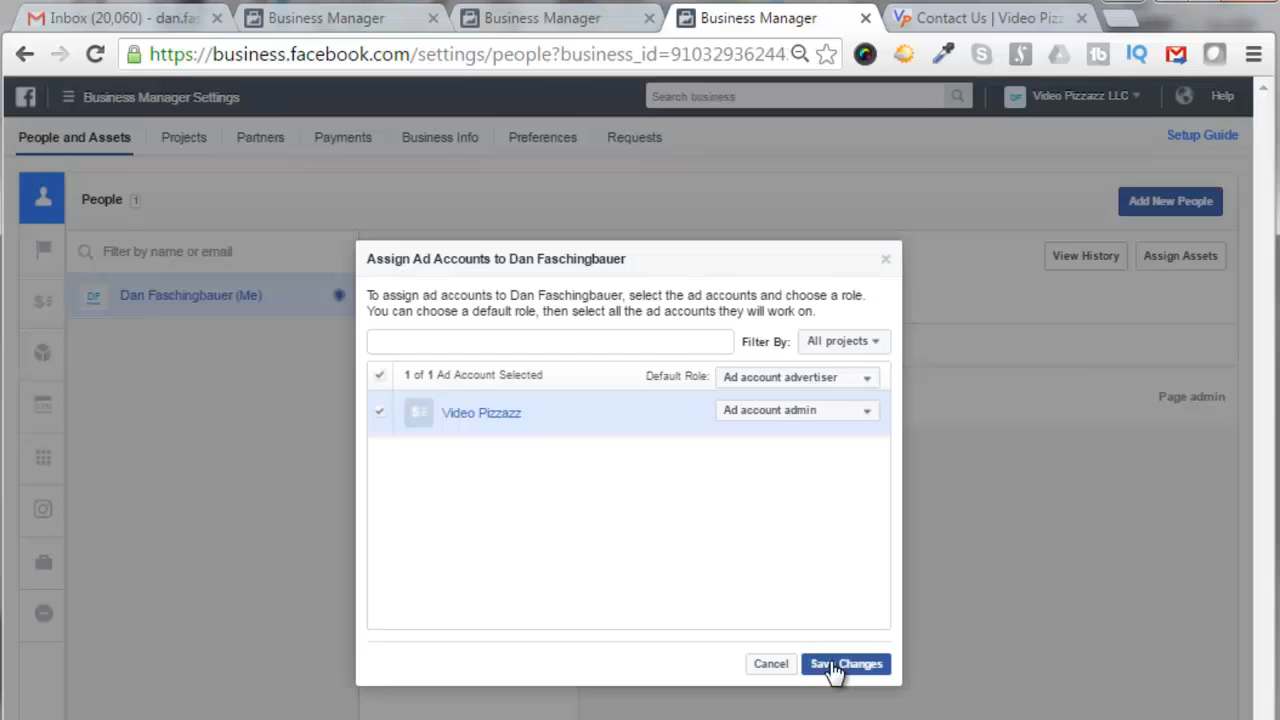 Inbox (20,060) - dan.fas
Business Manager
Business Manager
Business Manager
Contact Us | Video Pizz
https://business.facebook.com/settings/people?business_id=91032936244
Business Manager Settings
Search business
Video Pizzazz LLC
Help
People and Assets
Projects
Partners
Payments
Business Info
Preferences
Requests
Setup Guide
People 1
Add New People
Filter by name or email
View History
Assign Assets
Dan Faschingbauer (Me)
Page admin
Assign Ad Accounts to Dan Faschingbauer
To assign ad accounts to Dan Faschingbauer, select the ad accounts and choose a role.
You can choose a default role, then select all the ad accounts they will work on.
Filter By: All projects
1 of 1 Ad Account Selected
Default Role: Ad account advertiser
Video Pizzazz
Ad account admin
Cancel
Save Changes